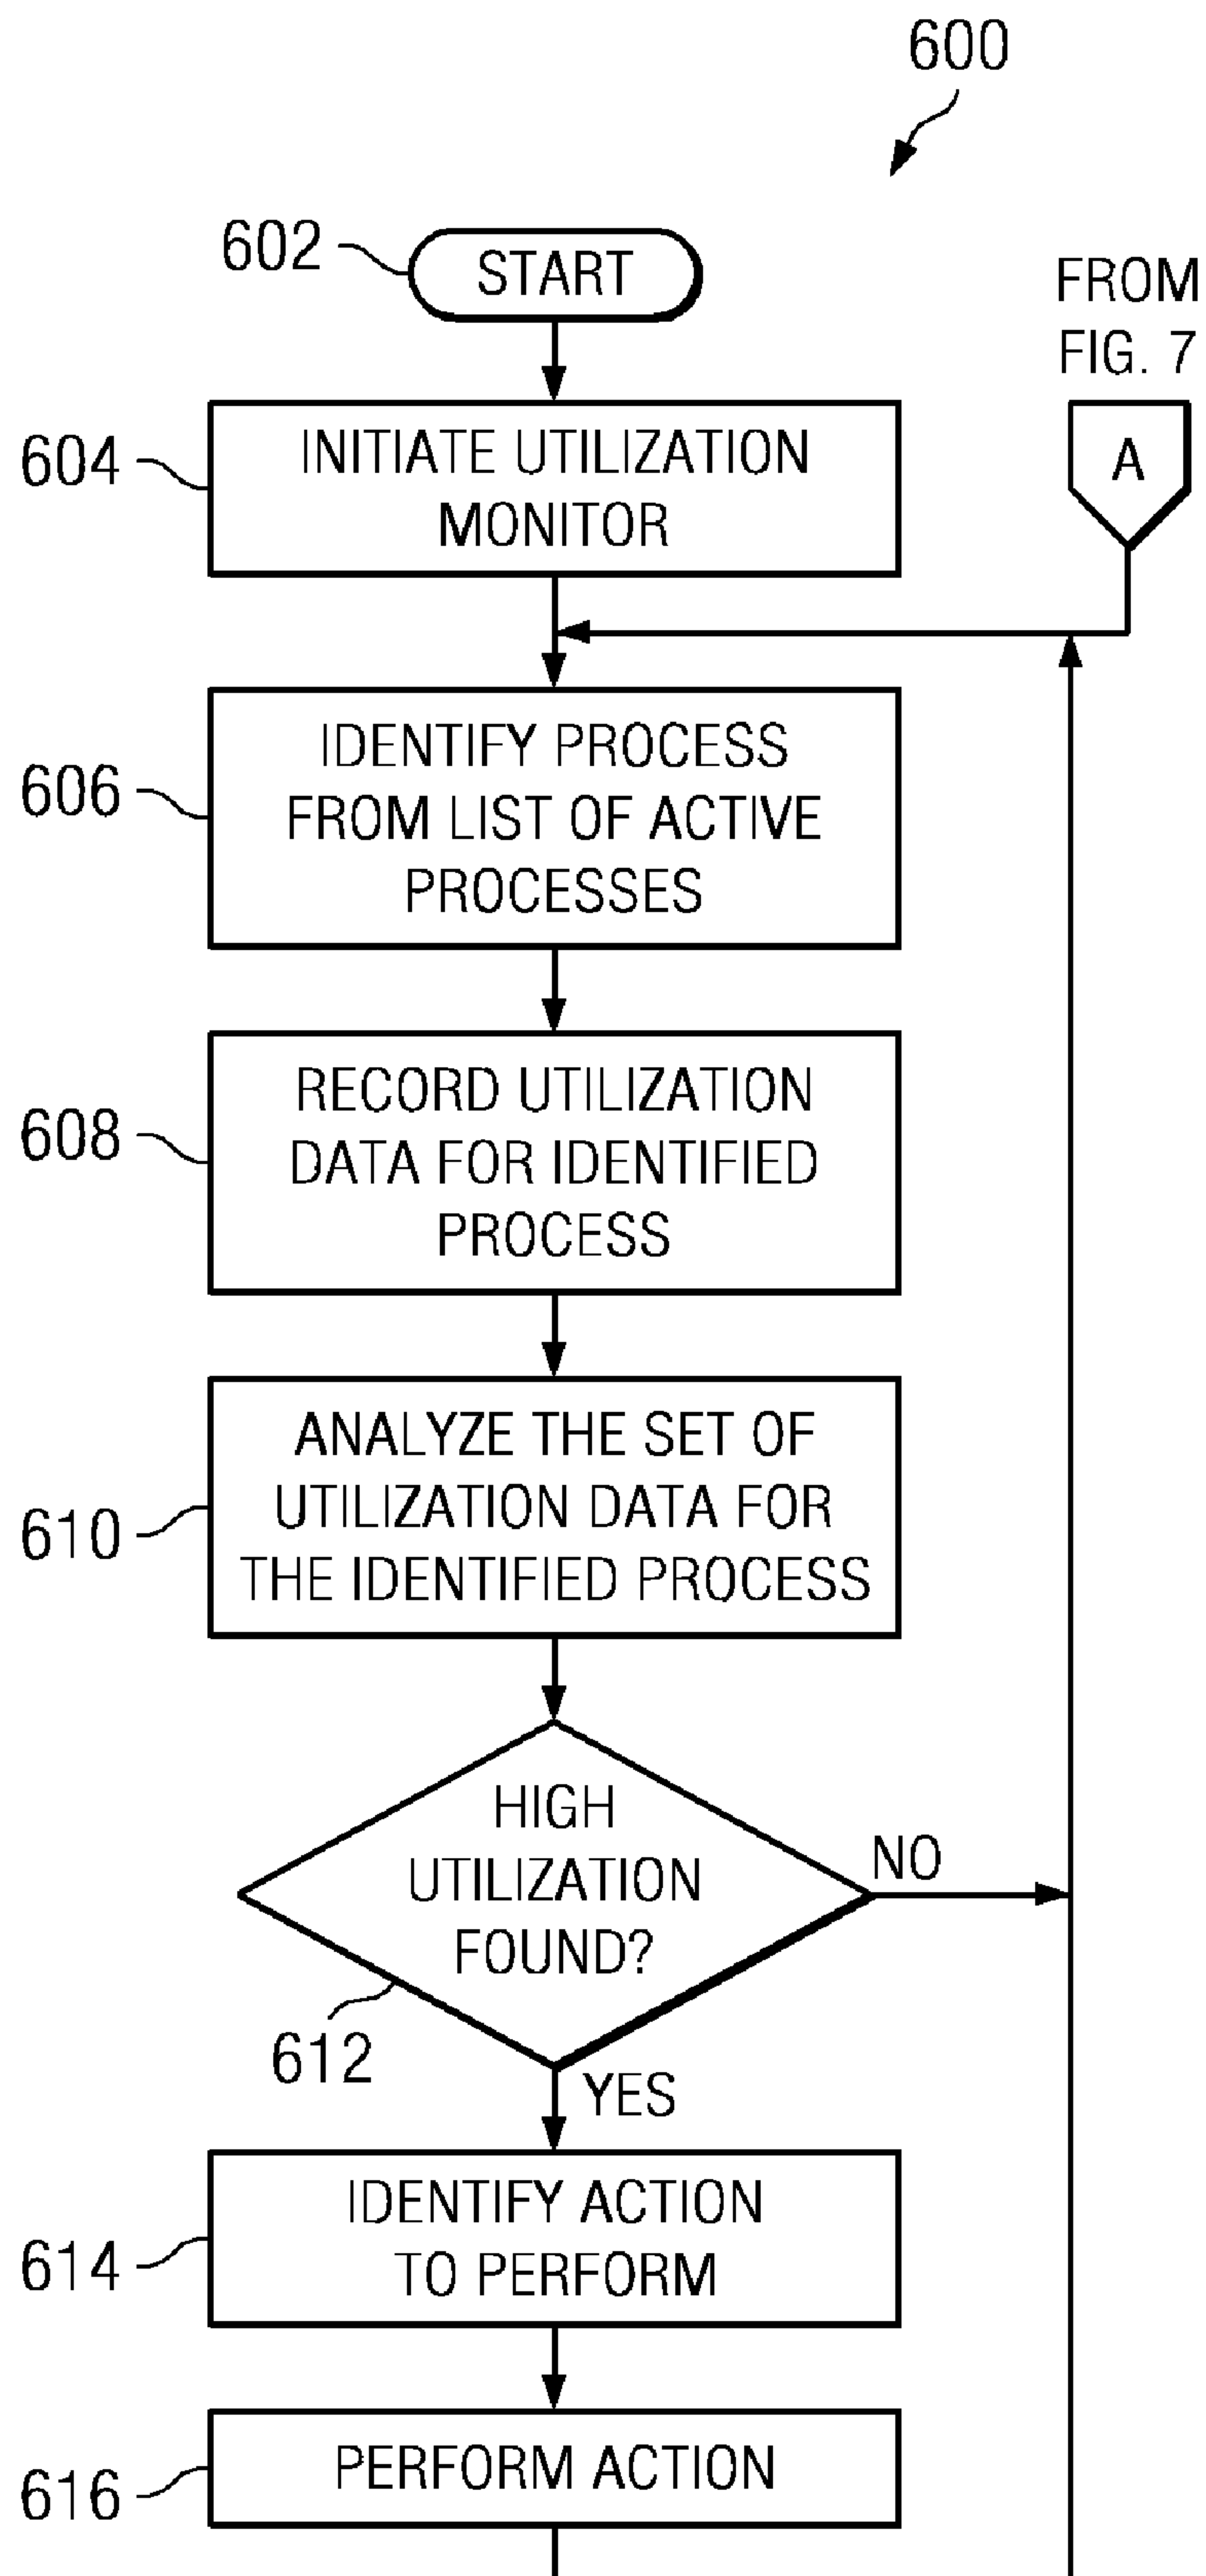 600
602
START
FROM
FIG. 7
604
INITIATE UTILIZATION
MONITOR
A
606
IDENTIFY PROCESS
FROM LIST OF ACTIVE
PROCESSES
608
RECORD UTILIZATION
DATA FOR IDENTIFIED
PROCESS
610
ANALYZE THE SET OF
UTILIZATION DATA FOR
THE IDENTIFIED PROCESS
HIGH
UTILIZATION
FOUND?
NO
612
YES
614
IDENTIFY ACTION
TO PERFORM
616
PERFORM ACTION